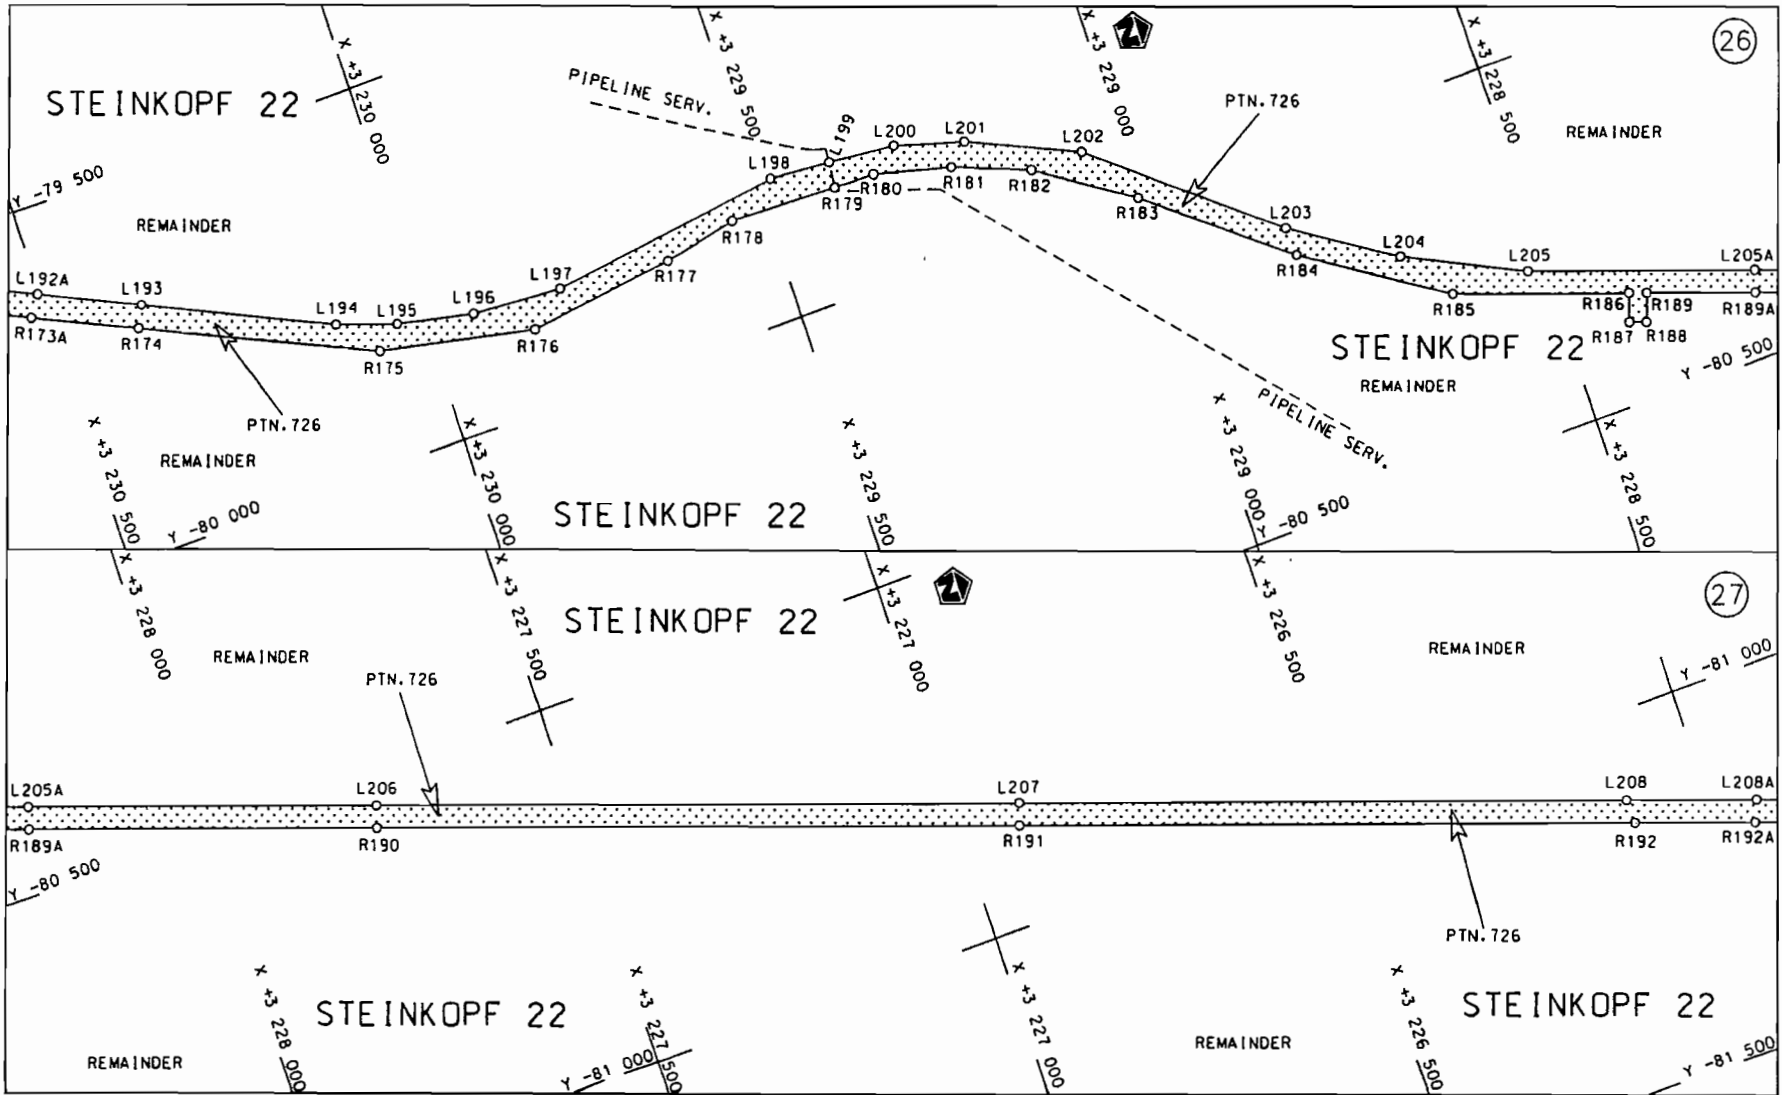 26
X +3 230 000
X +3 229 500
X +3 229 000
X +3 228 500
STEINKOPF 22
PIPELINE SERV.
PTN.726
REMAINDER
L199
L200
L201
L202
L198
Y -79 500
REMAINDER
R179
R180
R181
R182
R183
L203
R178
L204
L205
L205A
L192A
L193
L194
L195
L196
L197
R177
R184
R173A
R174
R175
R176
R185
R186
R189
R189A
R187
R188
STEINKOPF 22
REMAINDER
Y -80 500
PTN.726
REMAINDER
PIPELINE SERV.
X +3 230 500
X +3 230 000
X +3 229 500
X +3 229 000
X +3 228 500
Y -80 000
STEINKOPF 22
Y -80 500
27
X +3 228 000
X +3 227 500
X +3 227 000
X +3 226 500
STEINKOPF 22
REMAINDER
REMAINDER
Y -81 000
PTN.726
L205A
L206
L207
L208
L208A
R189A
R190
R191
R192
R192A
Y -80 500
PTN.726
X +3 228 000
X +3 227 500
X +3 227 000
X +3 226 500
STEINKOPF 22
STEINKOPF 22
REMAINDER
Y -81 000
REMAINDER
Y -81 500